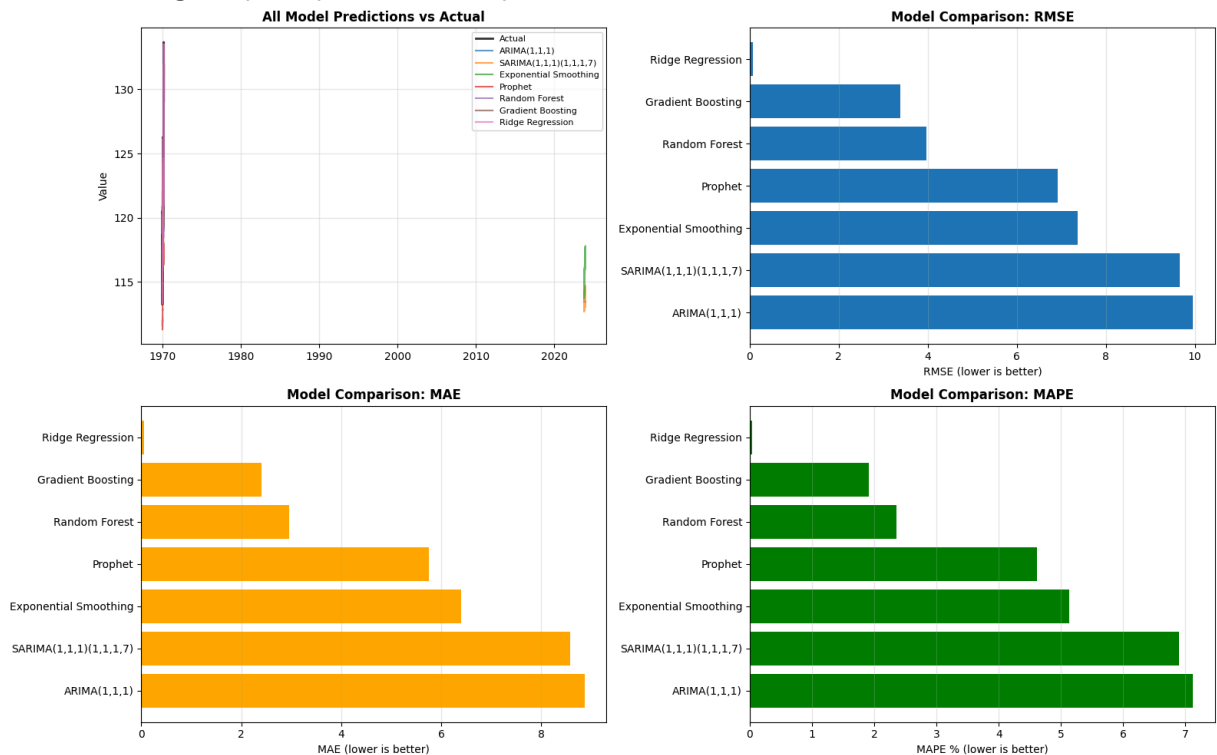 All Model Predictions vs Actual
Value
135
130
125
120
115
1970
1980
1990
2000
2010
2020
Actual
ARIMA(1,1,1)
SARIMA(1,1,1)(1,1,1,7)
Exponential Smoothing
Prophet
Random Forest
Gradient Boosting
Ridge Regression
Model Comparison: RMSE
Ridge Regression
Gradient Boosting
Random Forest
Prophet
Exponential Smoothing
SARIMA(1,1,1)(1,1,1,7)
ARIMA(1,1,1)
0
2
4
6
8
10
RMSE (lower is better)
Model Comparison: MAE
Ridge Regression
Gradient Boosting
Random Forest
Prophet
Exponential Smoothing
SARIMA(1,1,1)(1,1,1,7)
ARIMA(1,1,1)
0
2
4
6
8
MAE (lower is better)
Model Comparison: MAPE
Ridge Regression
Gradient Boosting
Random Forest
Prophet
Exponential Smoothing
SARIMA(1,1,1)(1,1,1,7)
ARIMA(1,1,1)
0
1
2
3
4
5
6
7
MAPE % (lower is better)